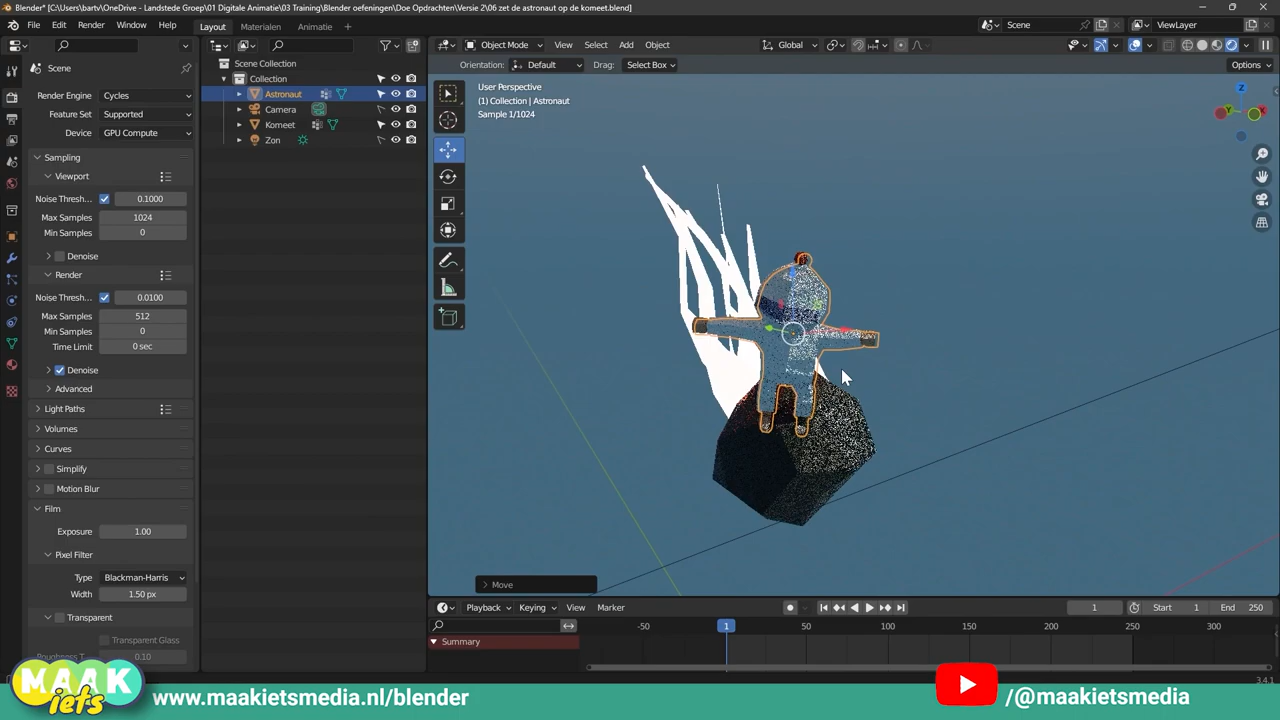 Blender* [C:\Users\bartv\OneDrive - Landstede Groep\01 Digitale Animatie\03 Training\Blender oefeningen\Doe Opdrachten\Versie 2\06 zet de astronaut op de komeet.blend]
File Edit Render Window Help Layout Materialen Animatie + Scene ViewLayer
Object Mode View Select Add Object Global
Orientation: Default Drag: Select Box Options
Scene
Render Engine Cycles
Feature Set Supported
Device GPU Compute
Sampling
Viewport
Noise Thresh... 0.1000
Max Samples 1024
Min Samples 0
Denoise
Render
Noise Thresh... 0.0100
Max Samples 512
Min Samples 0
Time Limit 0 sec
Denoise
Advanced
Light Paths
Volumes
Curves
Simplify
Motion Blur
Film
Exposure 1.00
Pixel Filter
Type Blackman-Harris
Width 1.50 px
Transparent
Transparent Glass
Roughness T... 0.10
Scene Collection
Collection
Astronaut
Camera
Komeet
Zon
User Perspective
(1) Collection | Astronaut
Sample 1/1024
Z
Y
X
Move
Playback Keying View Marker 1 Start 1 End 250
-50 1 50 100 150 200 250 300
Summary
3.4.1
MAAK
iets
www.maakietsmedia.nl/blender
/@maakietsmedia